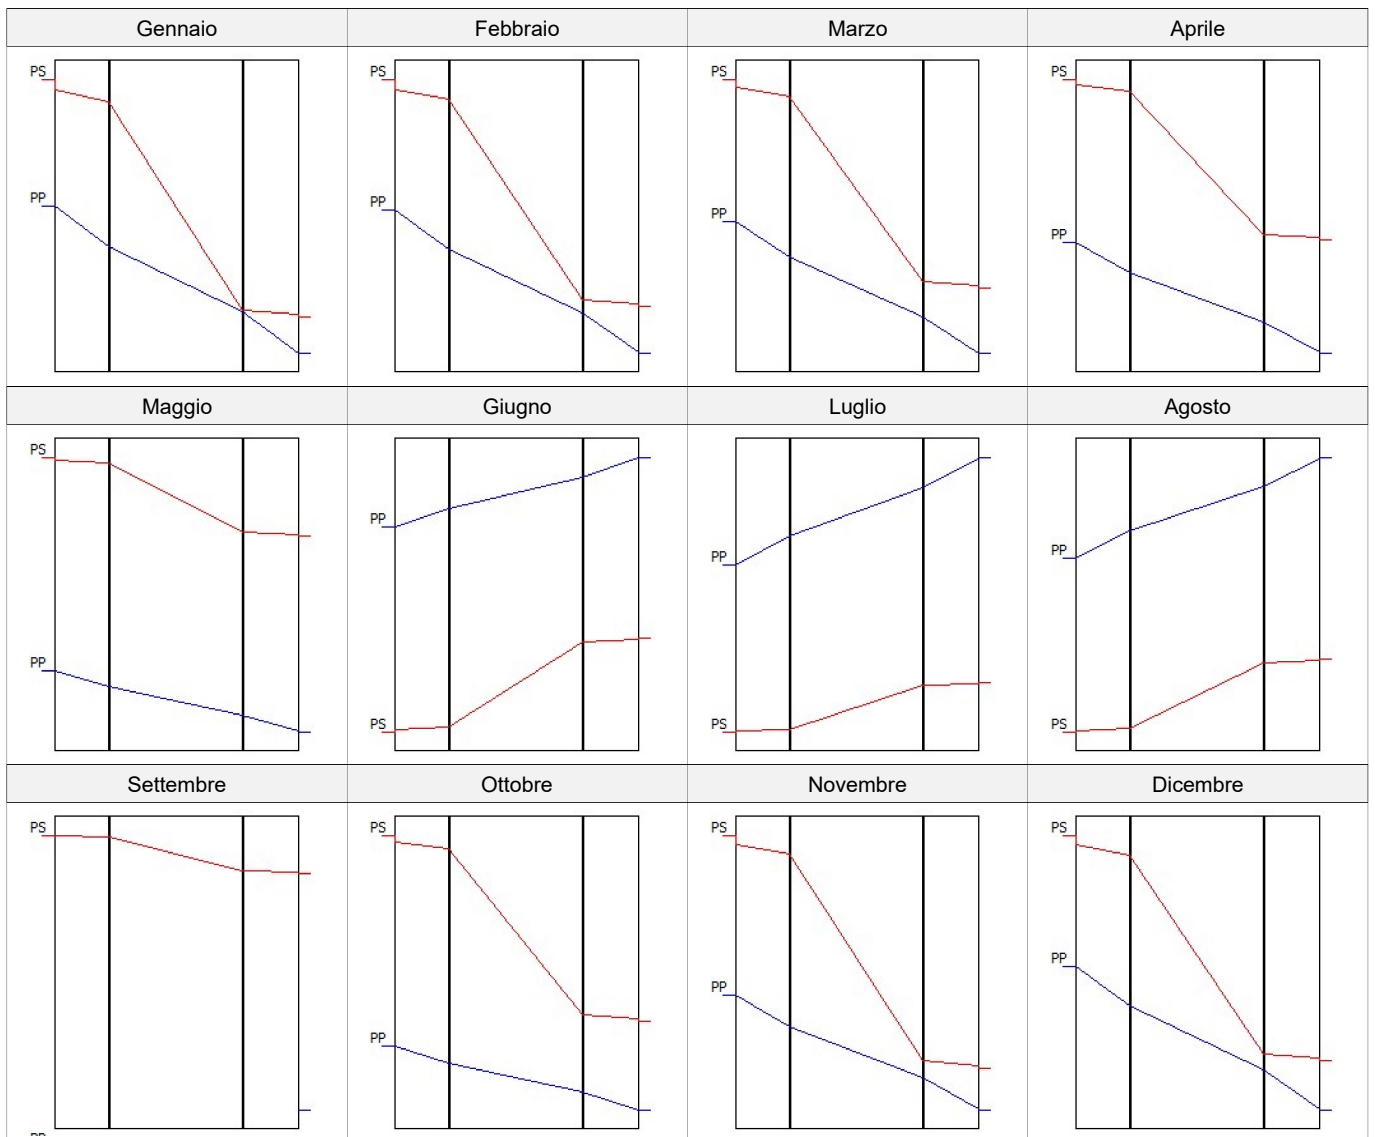 Gennaio Febbraio Marzo Aprile
PS PS PS PS
PP PP PP PP
Maggio Giugno Luglio Agosto
PS PP PP PP
PP PS PS PS
Settembre Ottobre Novembre Dicembre
PS PS PS PS
PP PP PP
PP